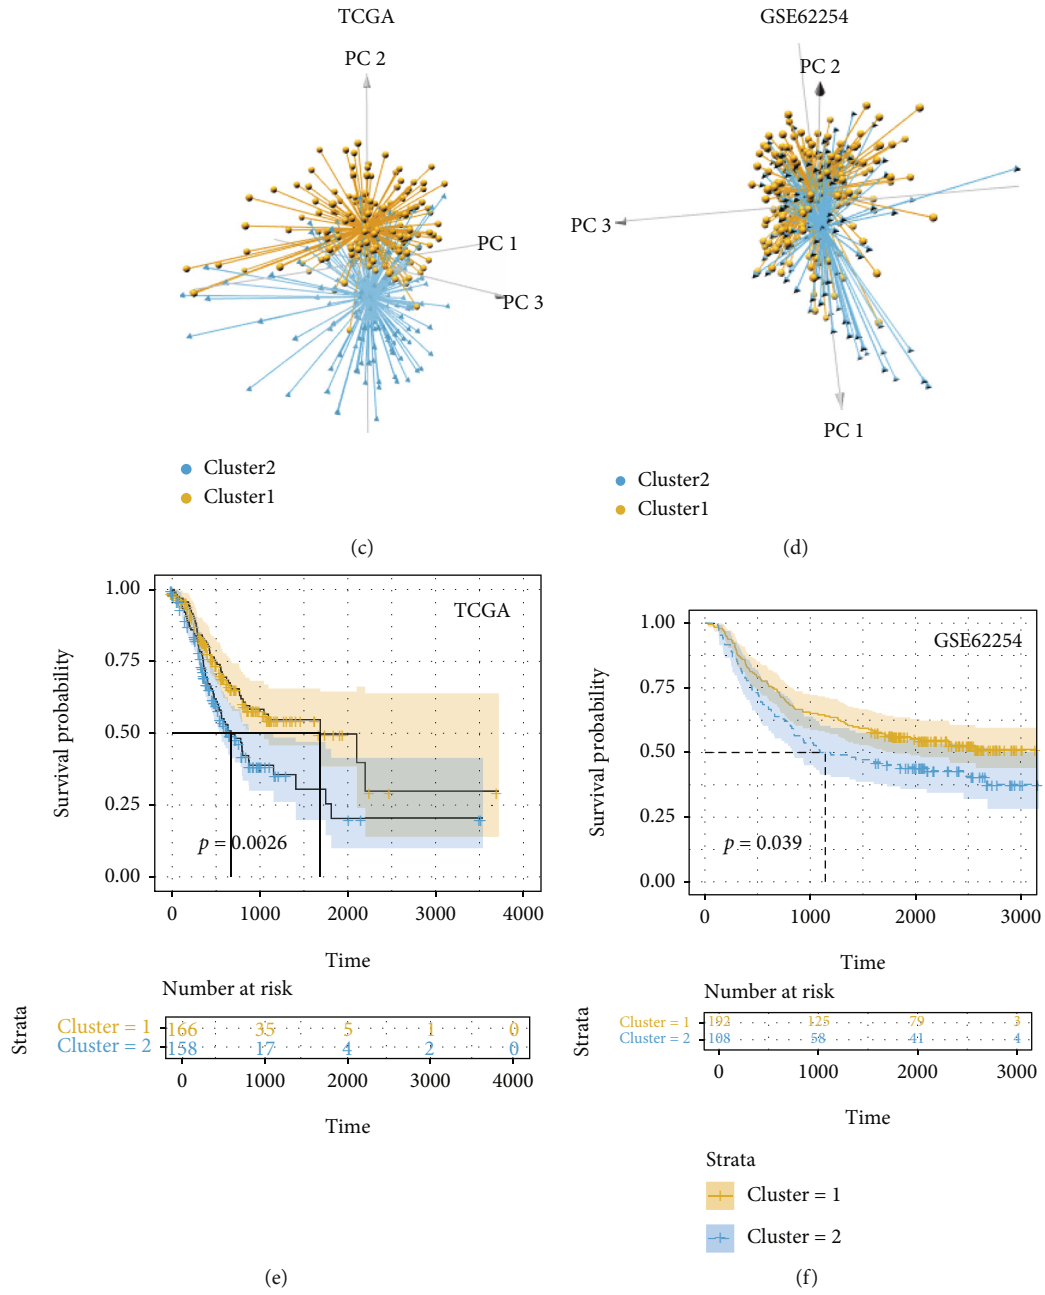 TCGA
PC 2
PC 1
PC 3
Cluster2
Cluster1
(c)
GSE62254
PC 2
PC 3
PC 1
Cluster2
Cluster1
(d)
TCGA
Survival probability
1.00
0.75
0.50
0.25
0.00
p = 0.0026
0 1000 2000 3000 4000
Time
Number at risk
Strata
Cluster = 1 166 35 5 1 0
Cluster = 2 158 17 4 2 0
0 1000 2000 3000 4000
Time
(e)
GSE62254
Survival probability
1.00
0.75
0.50
0.25
0.00
p = 0.039
0 1000 2000 3000
Time
Number at risk
Strata
Cluster = 1 192 125 79 3
Cluster = 2 108 58 41 4
0 1000 2000 3000
Time
Strata
Cluster = 1
Cluster = 2
(f)